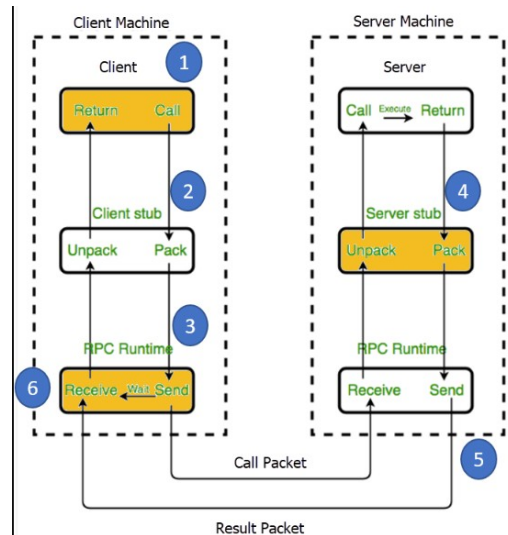 Client Machine Server Machine
1
Client Server
Return Call Call Execute Return
2 4
Client stub Server stub
Unpack Pack Unpack Pack
3
RPC Runtime RPC Runtime
6 Receive Wait Send Receive Send
5
Call Packet
Result Packet